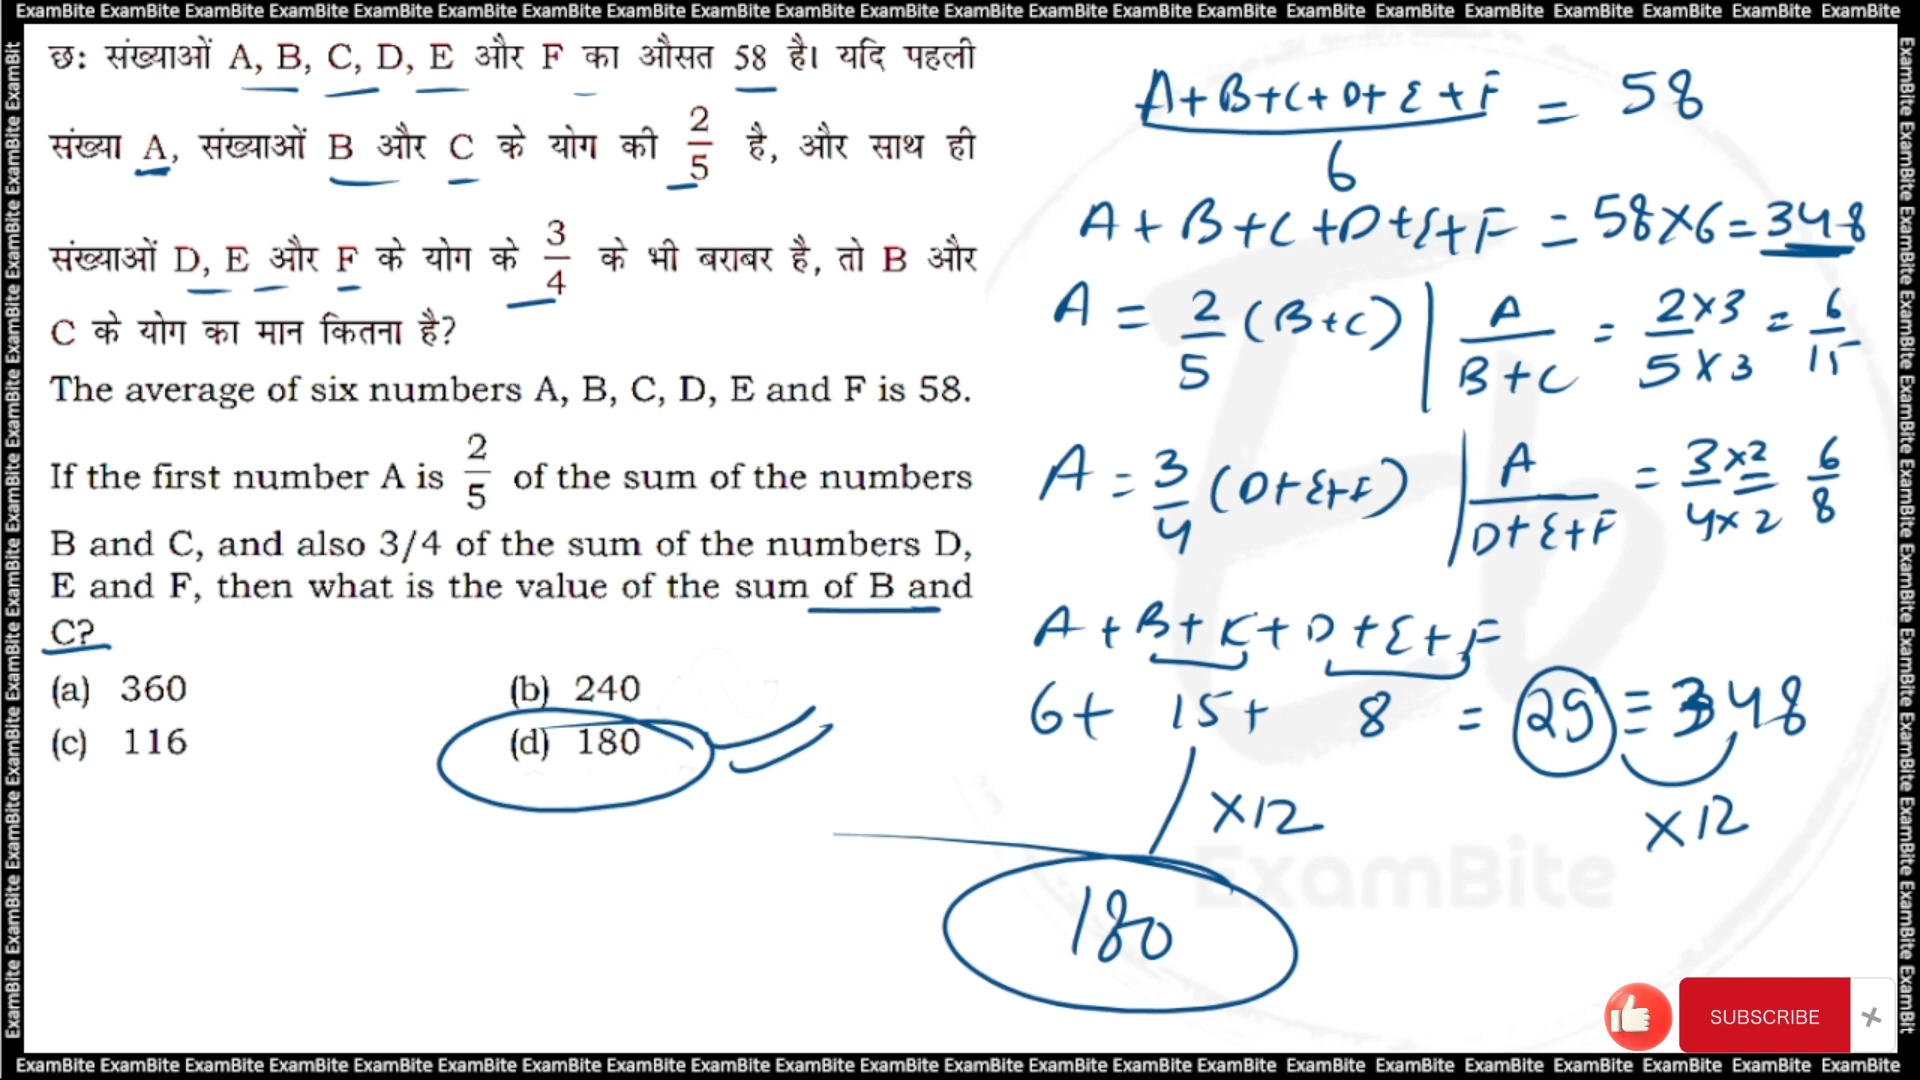 ExamBite ExamBite ExamBite ExamBite ExamBite ExamBite ExamBite ExamBite ExamBite ExamBite ExamBite ExamBite ExamBite ExamBite ExamBite ExamBite ExamBite ExamBite ExamBite ExamBite ExamBite ExamBite
छ: संख्याओं A, B, C, D, E और F का औसत 58 है। यदि पहली
संख्या A, संख्याओं B और C के योग की 2/5 है, और साथ ही
संख्याओं D, E और F के योग के 3/4 के भी बराबर है, तो B और
C के योग का मान कितना है?
The average of six numbers A, B, C, D, E and F is 58.
If the first number A is 2/5 of the sum of the numbers
B and C, and also 3/4 of the sum of the numbers D,
E and F, then what is the value of the sum of B and
C?
(a) 360 (b) 240
(c) 116 (d) 180
A+B+C+D+E+F / 6 = 58
A+B+C+D+E+F = 58×6=348
A = 2/5 (B+C) | A/B+C = 2×3/5×3 = 6/15
A = 3/4 (D+E+F) | A/D+E+F = 3×2/4×2 = 6/8
A+B+C+D+E+F
6+ 15+ 8 = 29 = 348
×12 ×12
180
ExamBite
SUBSCRIBE +
ExamBite ExamBite ExamBite ExamBite ExamBite ExamBite ExamBite ExamBite ExamBite ExamBite ExamBite ExamBite ExamBite ExamBite ExamBite ExamBite ExamBite ExamBite ExamBite ExamBite ExamBite ExamBite